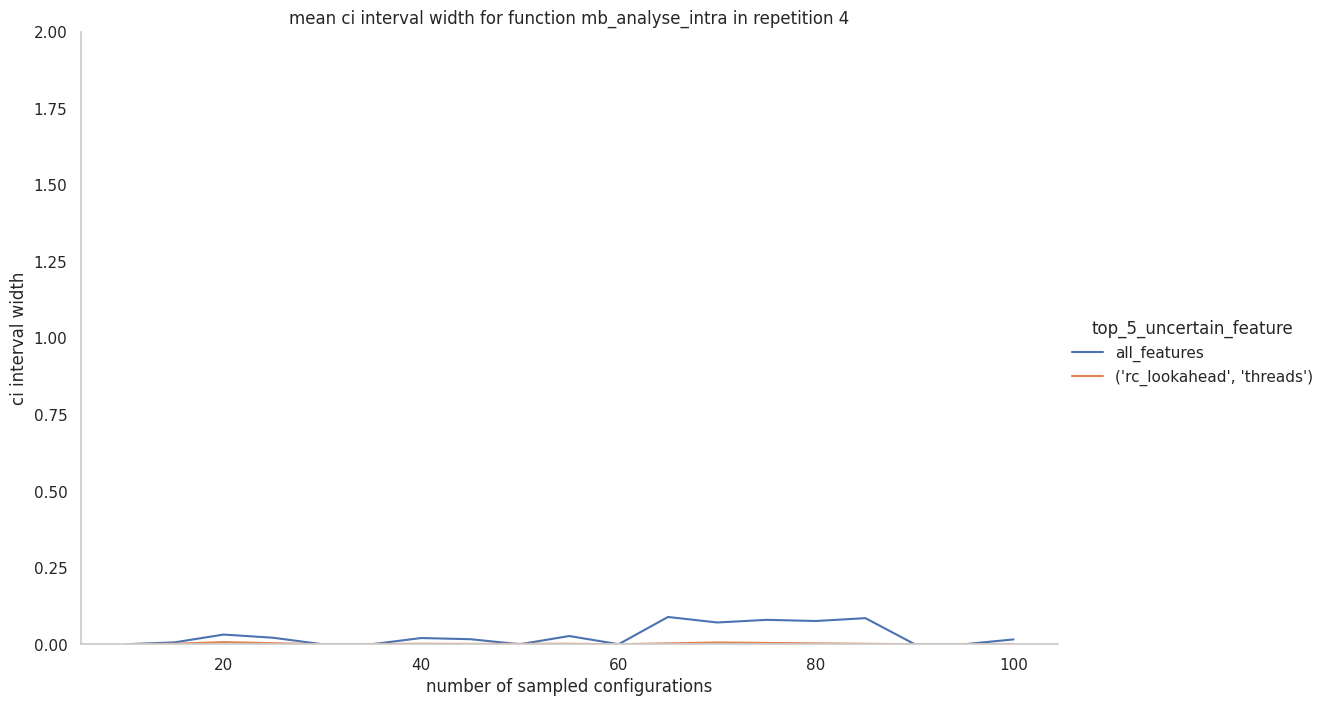 mean ci interval width for function mb_analyse_intra in repetition 4
2.00
1.75
1.50
1.25
1.00
0.75
0.50
0.25
0.00
ci interval width
20
40
60
80
100
number of sampled configurations
top_5_uncertain_feature
all_features
('rc_lookahead', 'threads')